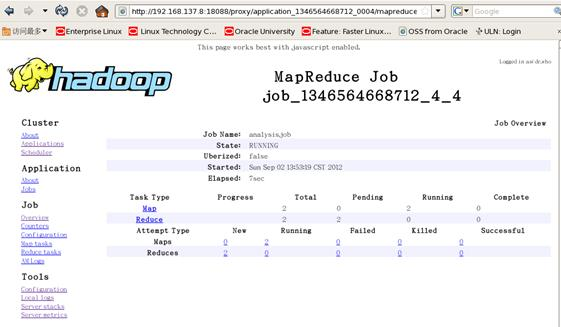 http://192.168.137.8:18088/proxy/application_1346564668712_0004/mapreduce
Google
访问最多
Enterprise Linux
Linux Technology C...
Oracle University
Feature: Faster Linux...
OSS from Oracle
ULN: Login
This page works best with javascript enabled.
Logged in as: dr.who
hadoop
MapReduce Job
job_1346564668712_4_4
Cluster
About
Applications
Scheduler
Application
About
Jobs
Job
Overview
Counters
Configuration
Map tasks
Reduce tasks
AM Logs
Tools
Configuration
Local logs
Server stacks
Server metrics
Job Overview
Job Name: analysis.job
State: RUNNING
Uberized: false
Started: Sun Sep 02 13:53:19 CST 2012
Elapsed: 7sec
Task Type Progress Total Pending Running Complete
Map 2 0 2 0
Reduce 2 2 0 0
Attempt Type New Running Failed Killed Successful
Maps 0 2 0 0 0
Reduces 2 0 0 0 0